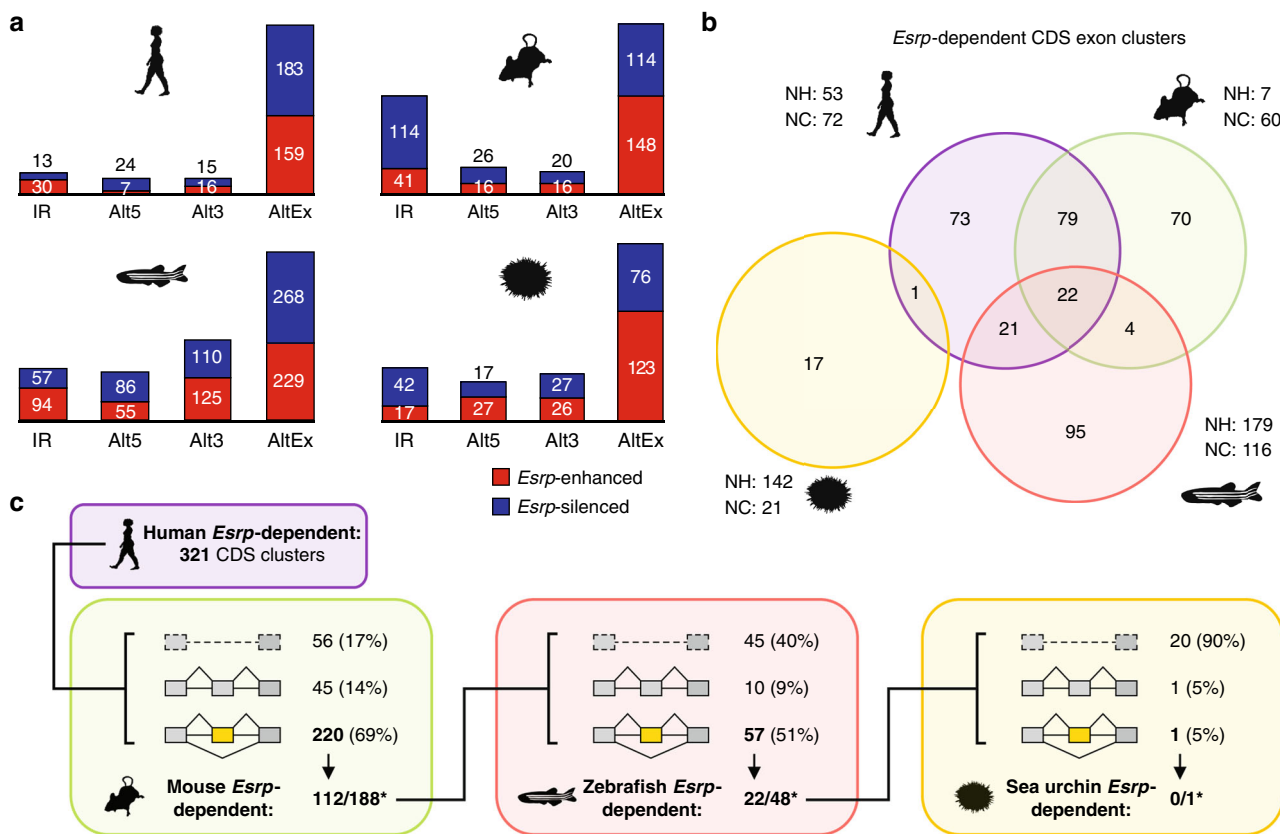 a
183
159
13
30
24
7
15
16
IR Alt5 Alt3 AltEx
114
148
114
41
26
16
20
16
IR Alt5 Alt3 AltEx
268
229
57
94
86
55
110
125
IR Alt5 Alt3 AltEx
76
123
42
17
17
27
27
26
IR Alt5 Alt3 AltEx
Esrp-enhanced
Esrp-silenced
b
Esrp-dependent CDS exon clusters
NH: 53
NC: 72
NH: 7
NC: 60
73
79
70
1
22
21
4
17
95
NH: 142
NC: 21
NH: 179
NC: 116
c
Human Esrp-dependent:
321 CDS clusters
56 (17%)
45 (14%)
220 (69%)
Mouse Esrp-
dependent:
112/188*
45 (40%)
10 (9%)
57 (51%)
Zebrafish Esrp-
dependent:
22/48*
20 (90%)
1 (5%)
1 (5%)
Sea urchin Esrp-
dependent:
0/1*